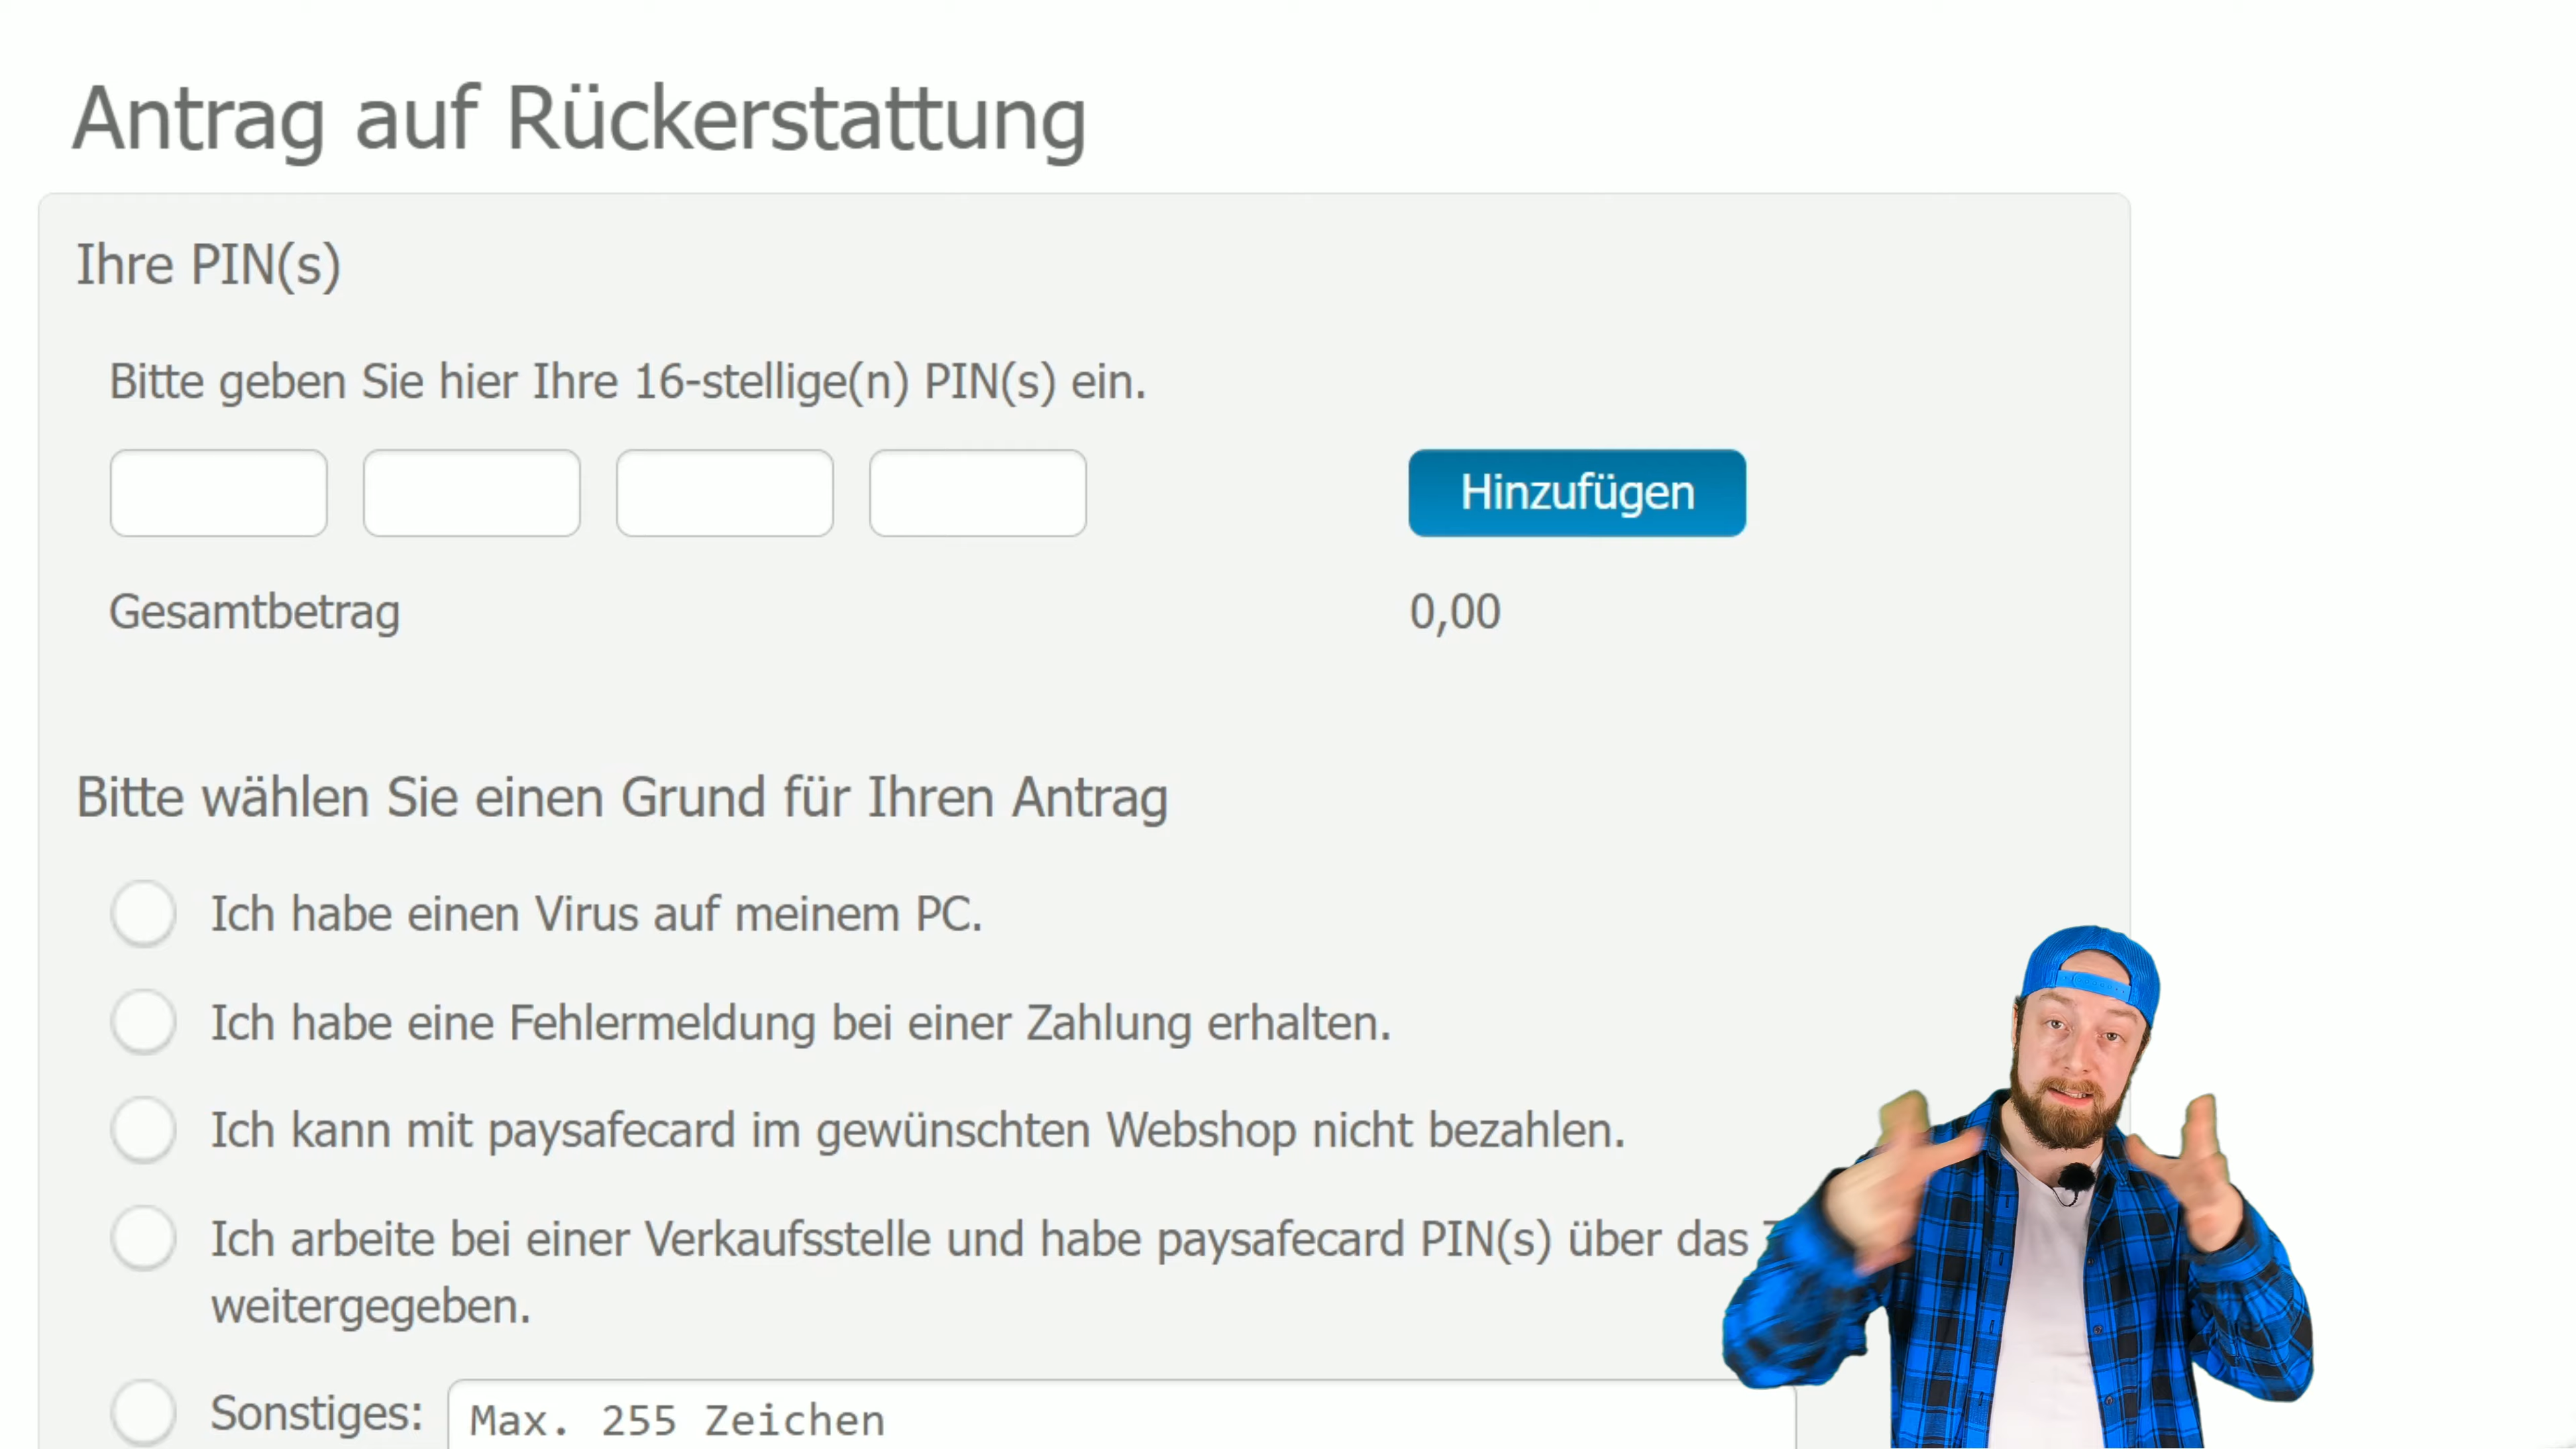 Antrag auf Rückerstattung
Ihre PIN(s)
Bitte geben Sie hier Ihre 16-stellige(n) PIN(s) ein.
Hinzufügen
Gesamtbetrag 0,00
Bitte wählen Sie einen Grund für Ihren Antrag
Ich habe einen Virus auf meinem PC.
Ich habe eine Fehlermeldung bei einer Zahlung erhalten.
Ich kann mit paysafecard im gewünschten Webshop nicht bezahlen.
Ich arbeite bei einer Verkaufsstelle und habe paysafecard PIN(s) über das
weitergegeben.
Sonstiges: Max. 255 Zeichen